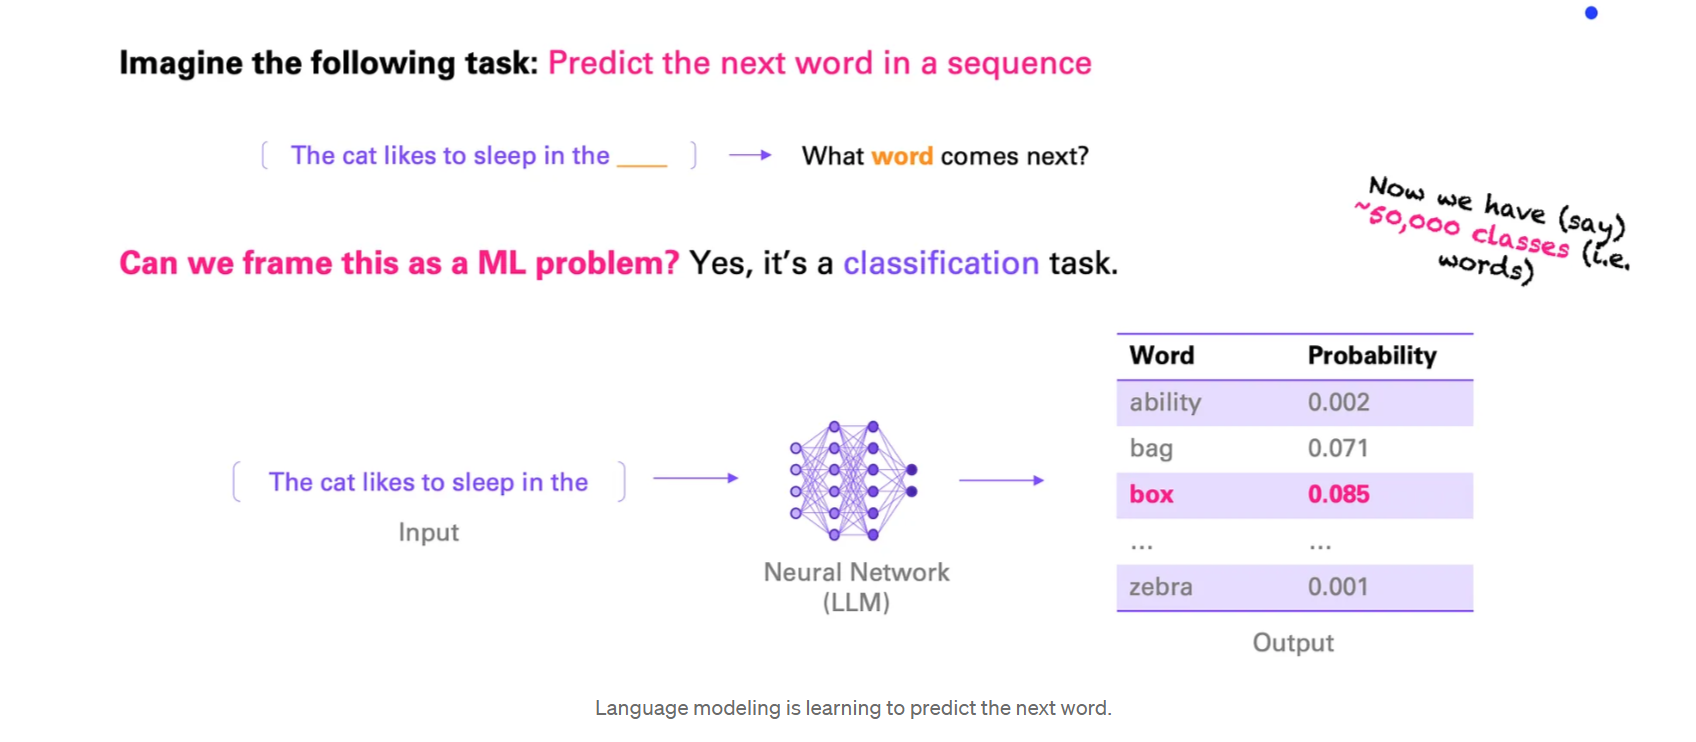 Imagine the following task: Predict the next word in a sequence
The cat likes to sleep in the ____ What word comes next?
Now we have (say)
~50,000 classes (i.e.
words)
Can we frame this as a ML problem? Yes, it's a classification task.
Word Probability
ability 0.002
bag 0.071
box 0.085
... ...
zebra 0.001
Output
The cat likes to sleep in the
Input
Neural Network
(LLM)
Language modeling is learning to predict the next word.